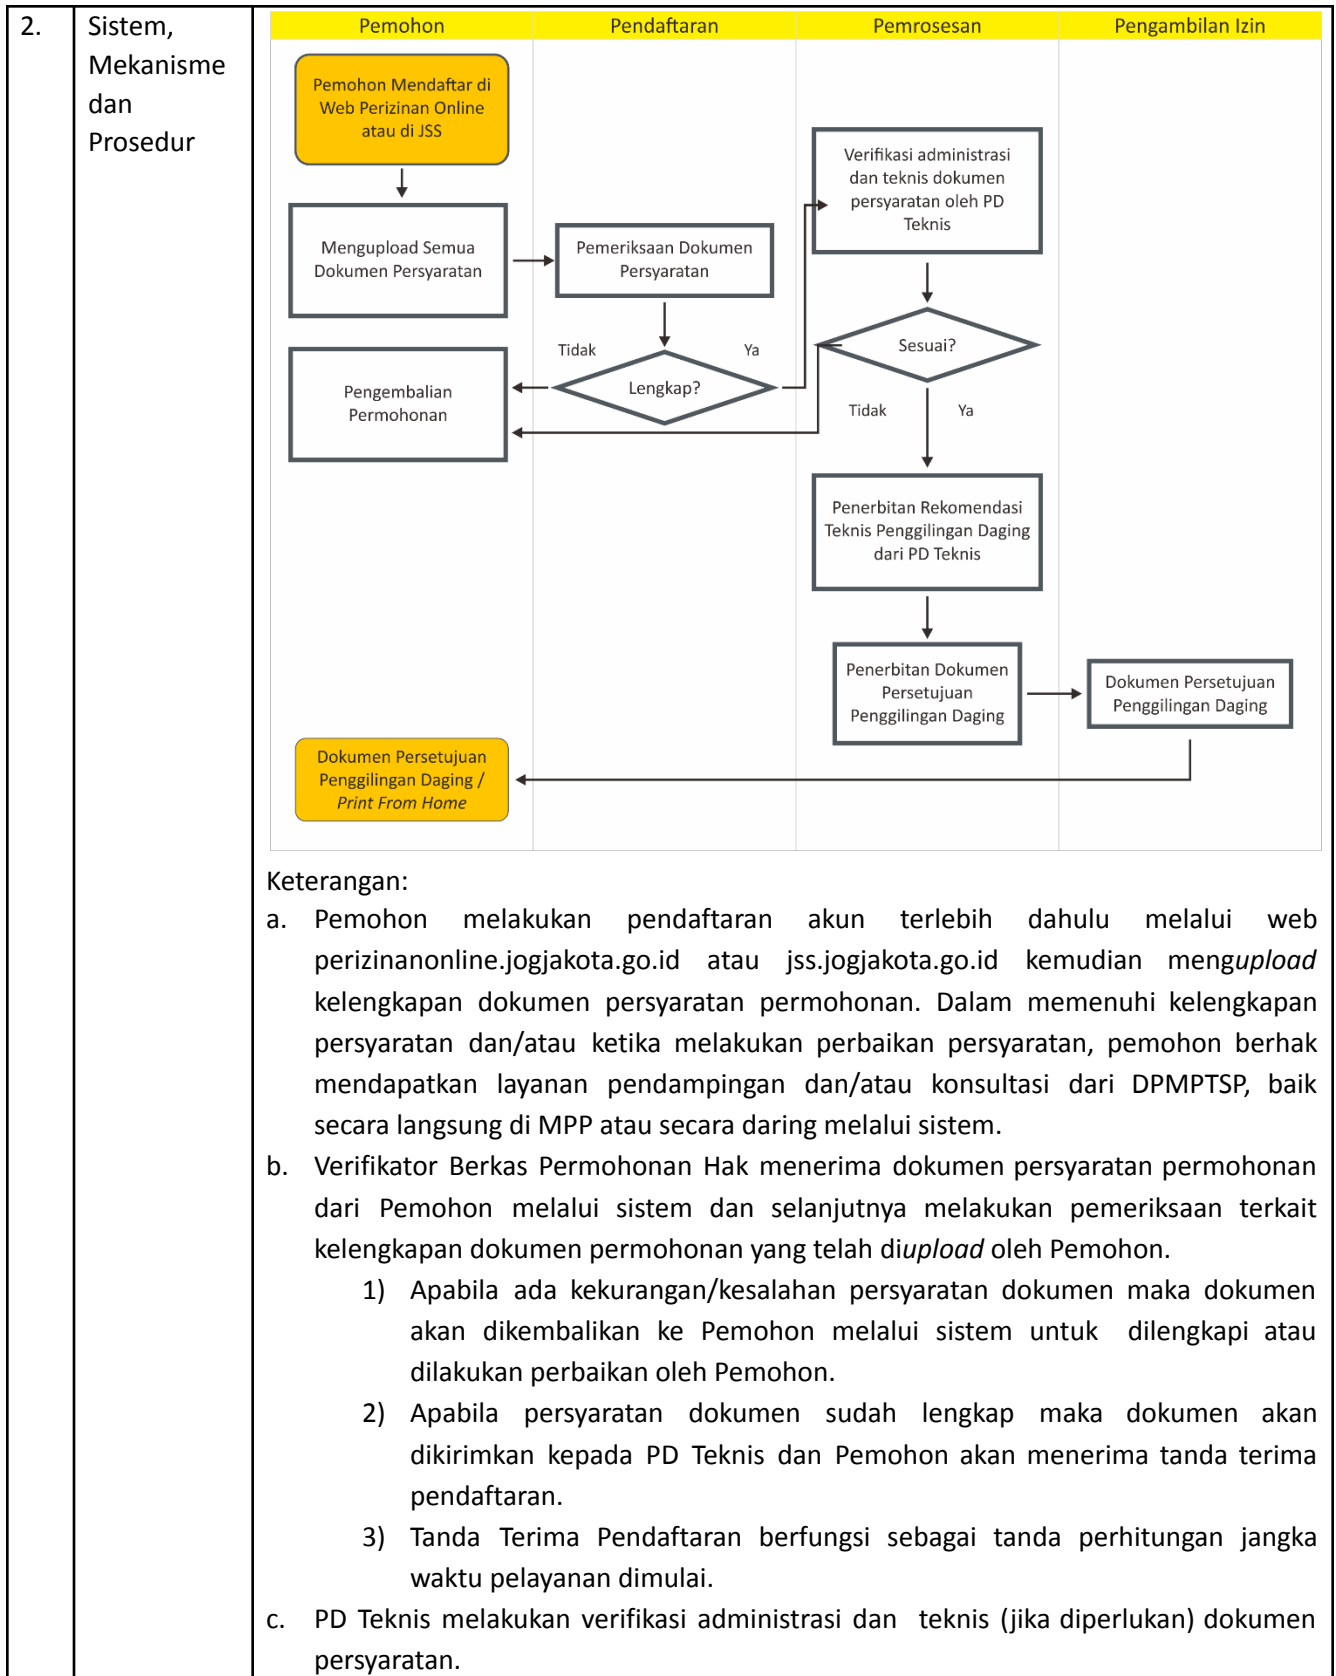 2.
Sistem,
Mekanisme
dan
Prosedur
Pemohon
Pendaftaran
Pemrosesan
Pengambilan Izin
Pemohon Mendaftar di
Web Perizinan Online
atau di JSS
Mengupload Semua
Dokumen Persyaratan
Pemeriksaan Dokumen
Persyaratan
Verifikasi administrasi
dan teknis dokumen
persyaratan oleh PD
Teknis
Tidak
Ya
Lengkap?
Pengembalian
Permohonan
Sesuai?
Tidak
Ya
Penerbitan Rekomendasi
Teknis Penggilingan Daging
dari PD Teknis
Penerbitan Dokumen
Persetujuan
Penggilingan Daging
Dokumen Persetujuan
Penggilingan Daging
Dokumen Persetujuan
Penggilingan Daging /
Print From Home
Keterangan:
a. Pemohon melakukan pendaftaran akun terlebih dahulu melalui web
perizinanonline.jogjakota.go.id atau jss.jogjakota.go.id kemudian mengupload
kelengkapan dokumen persyaratan permohonan. Dalam memenuhi kelengkapan
persyaratan dan/atau ketika melakukan perbaikan persyaratan, pemohon berhak
mendapatkan layanan pendampingan dan/atau konsultasi dari DPMPTSP, baik
secara langsung di MPP atau secara daring melalui sistem.
b. Verifikator Berkas Permohonan Hak menerima dokumen persyaratan permohonan
dari Pemohon melalui sistem dan selanjutnya melakukan pemeriksaan terkait
kelengkapan dokumen permohonan yang telah diupload oleh Pemohon.
1) Apabila ada kekurangan/kesalahan persyaratan dokumen maka dokumen
akan dikembalikan ke Pemohon melalui sistem untuk dilengkapi atau
dilakukan perbaikan oleh Pemohon.
2) Apabila persyaratan dokumen sudah lengkap maka dokumen akan
dikirimkan kepada PD Teknis dan Pemohon akan menerima tanda terima
pendaftaran.
3) Tanda Terima Pendaftaran berfungsi sebagai tanda perhitungan jangka
waktu pelayanan dimulai.
c. PD Teknis melakukan verifikasi administrasi dan teknis (jika diperlukan) dokumen
persyaratan.